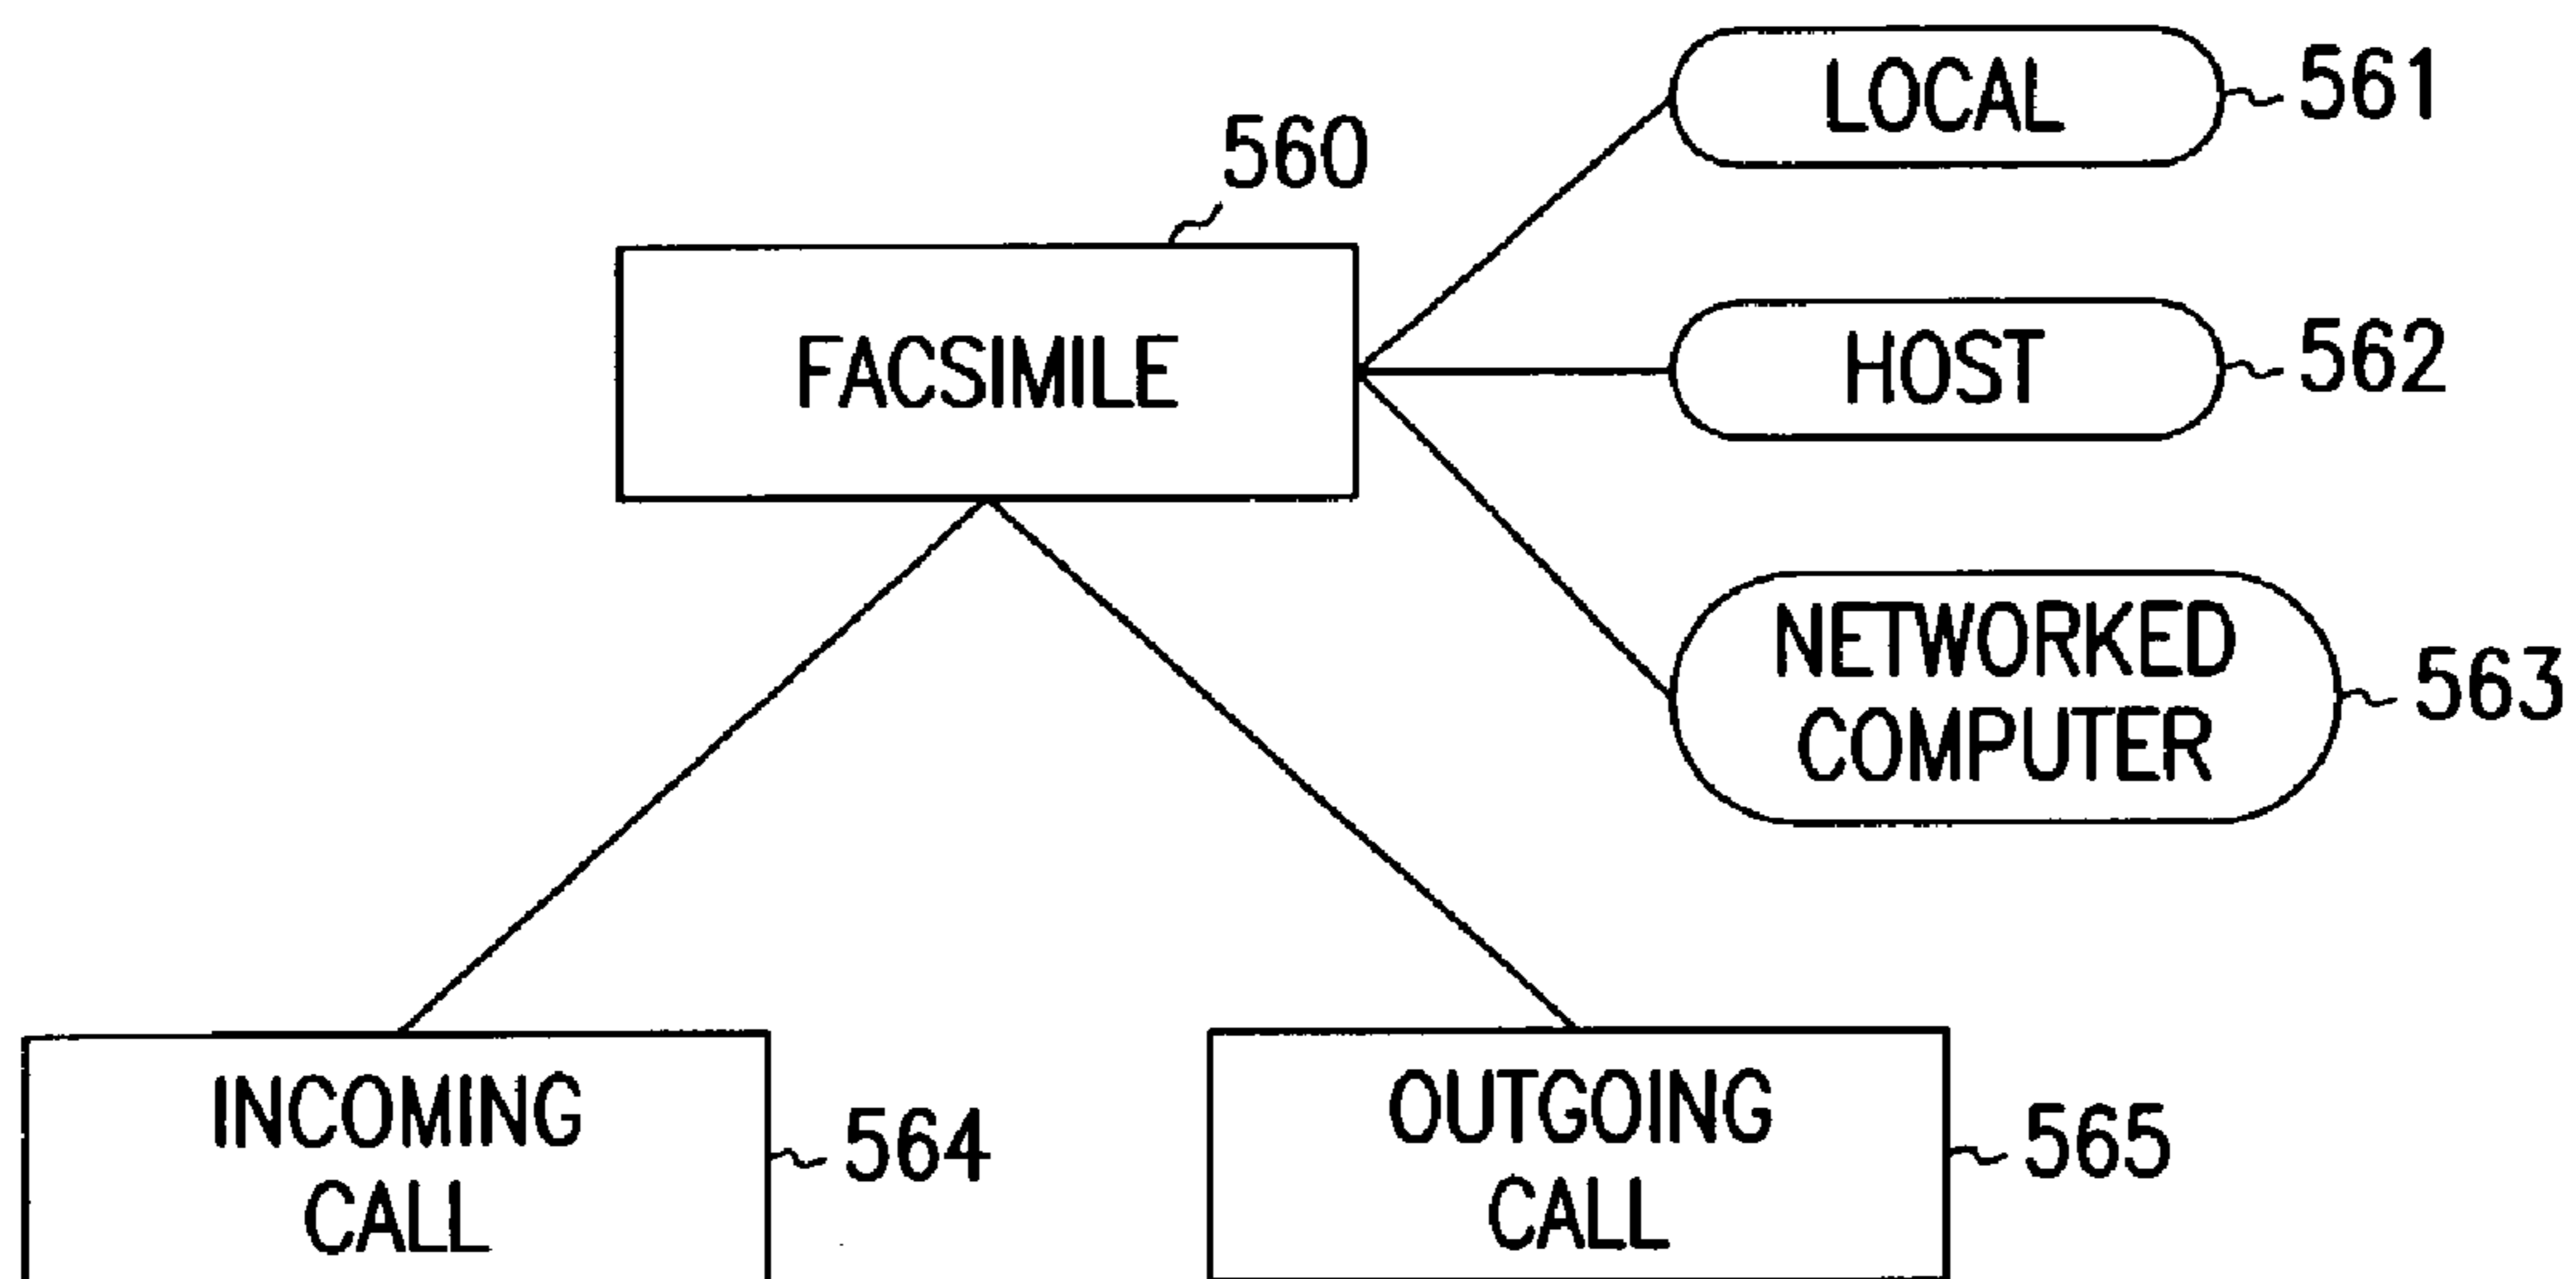 LOCAL
561
560
FACSIMILE
HOST
562
NETWORKED
COMPUTER
563
INCOMING
CALL
564
OUTGOING
CALL
565